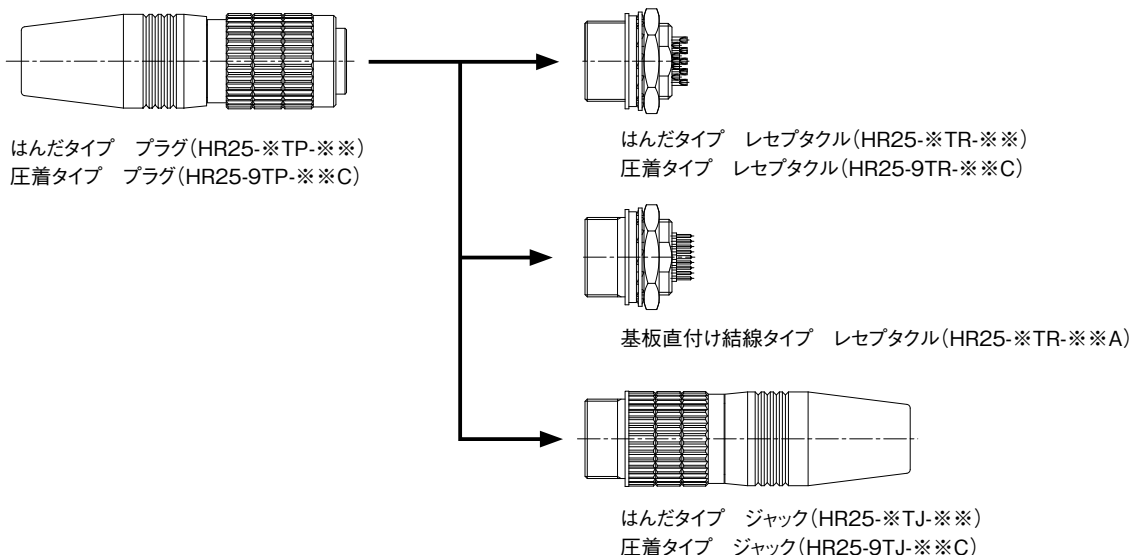 はんだタイプ　プラグ（HR25-※TP-※※）
圧着タイプ　プラグ（HR25-9TP-※※C）
はんだタイプ　レセプタクル（HR25-※TR-※※）
圧着タイプ　レセプタクル（HR25-9TR-※※C）
基板直付け結線タイプ　レセプタクル（HR25-※TR-※※A）
はんだタイプ　ジャック（HR25-※TJ-※※）
圧着タイプ　ジャック（HR25-9TJ-※※C）